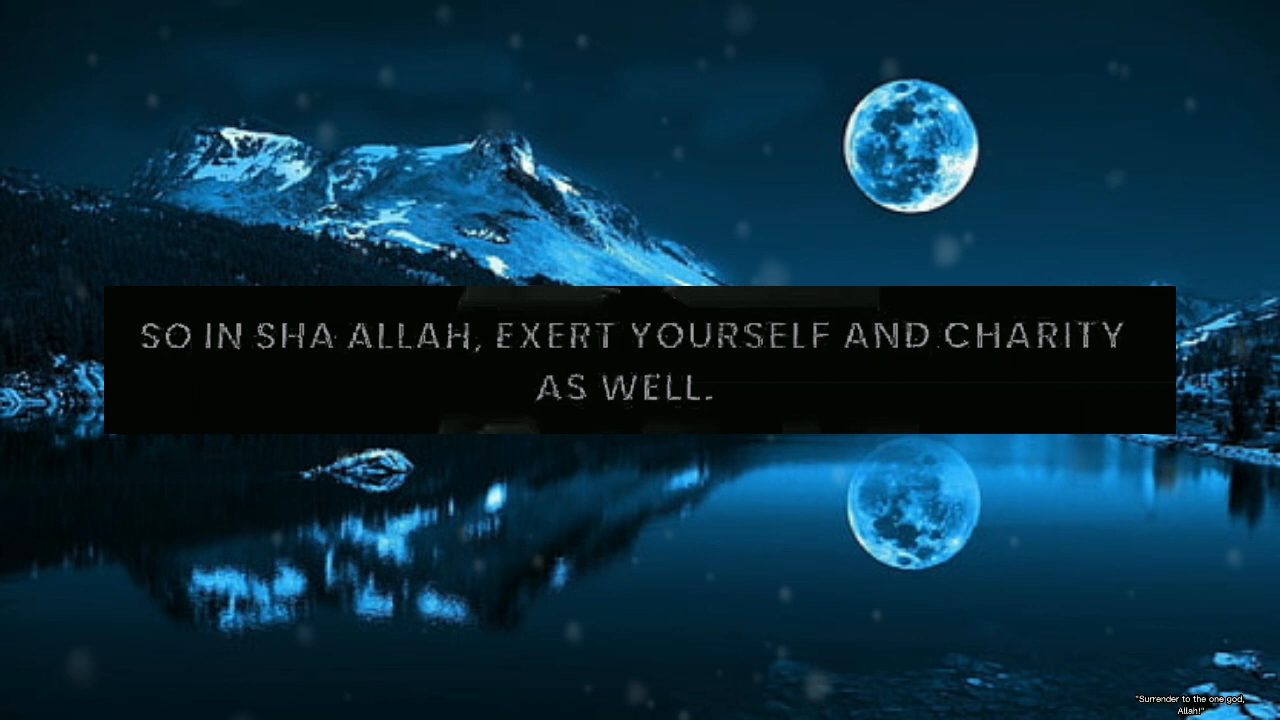 SO IN SHA ALLAH, EXERT YOURSELF AND CHARITY
AS WELL.
"Surrender to the one god,
Allah!"